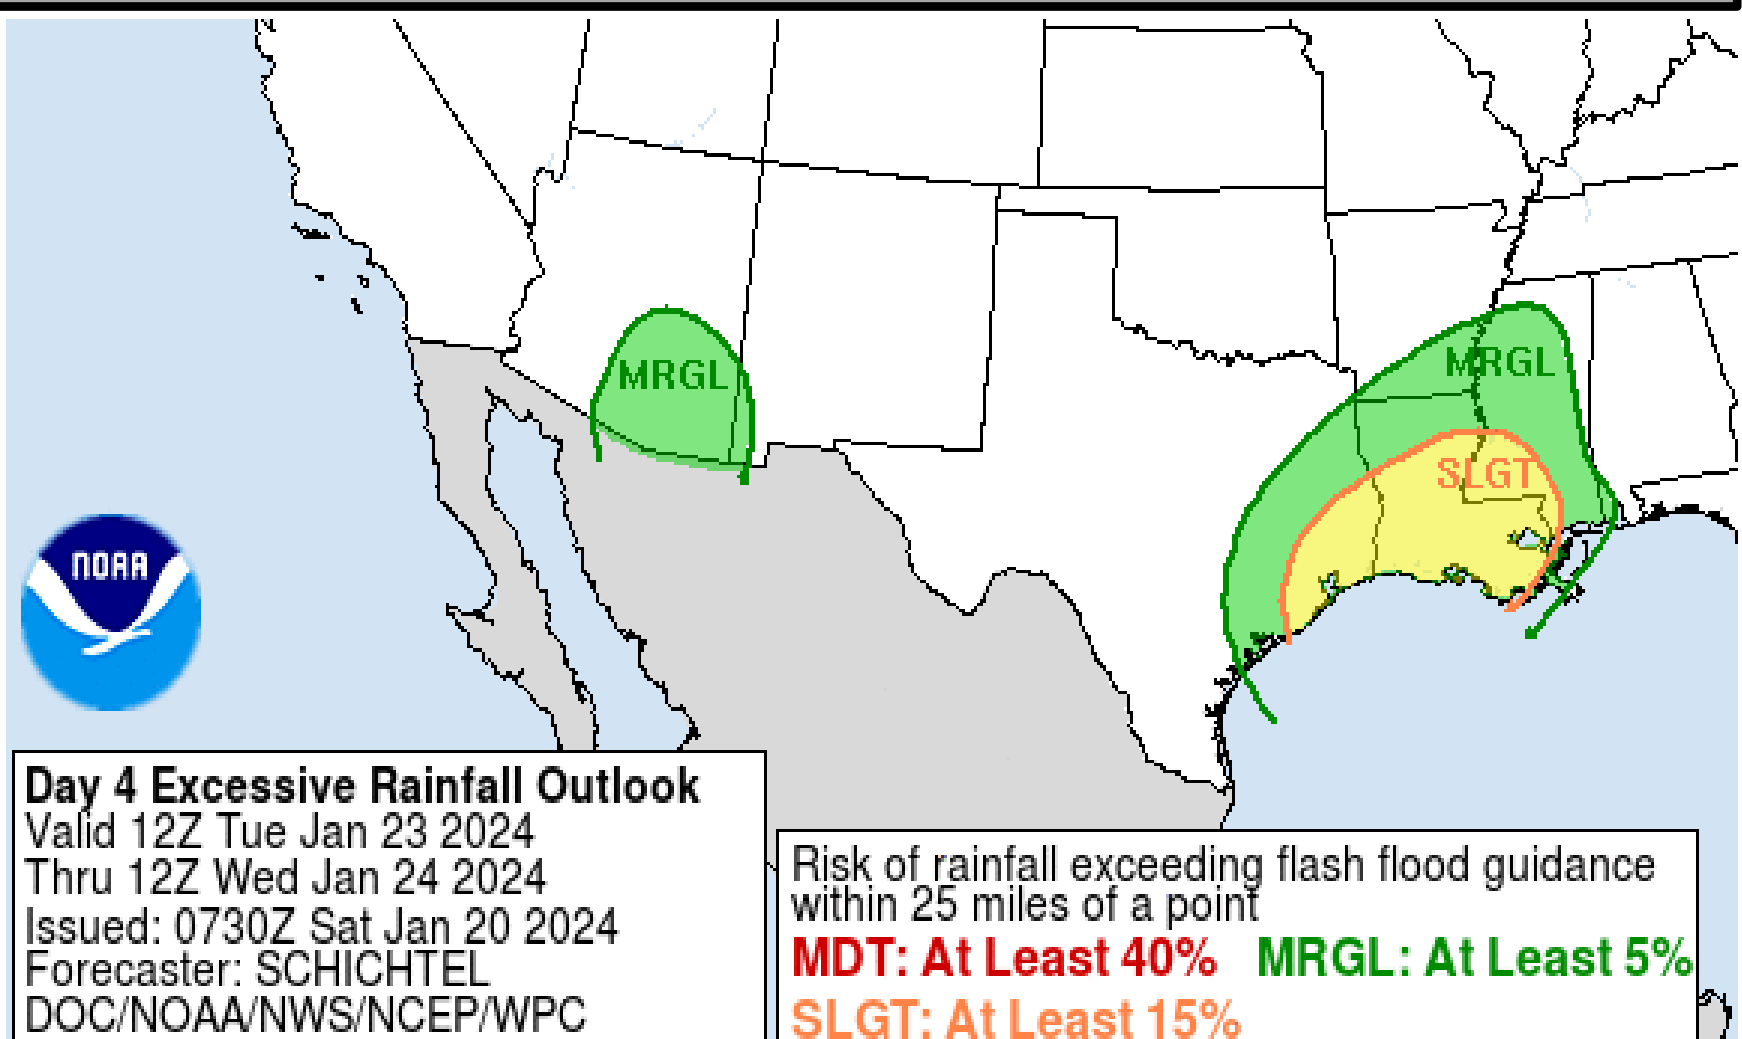 MRGL
MRGL
SLGT
NOAA
Day 4 Excessive Rainfall Outlook
Valid 12Z Tue Jan 23 2024
Thru 12Z Wed Jan 24 2024
Issued: 0730Z Sat Jan 20 2024
Forecaster: SCHICHTEL
DOC/NOAA/NWS/NCEP/WPC
Risk of rainfall exceeding flash flood guidance
within 25 miles of a point
MDT: At Least 40% MRGL: At Least 5%
SLGT: At Least 15%